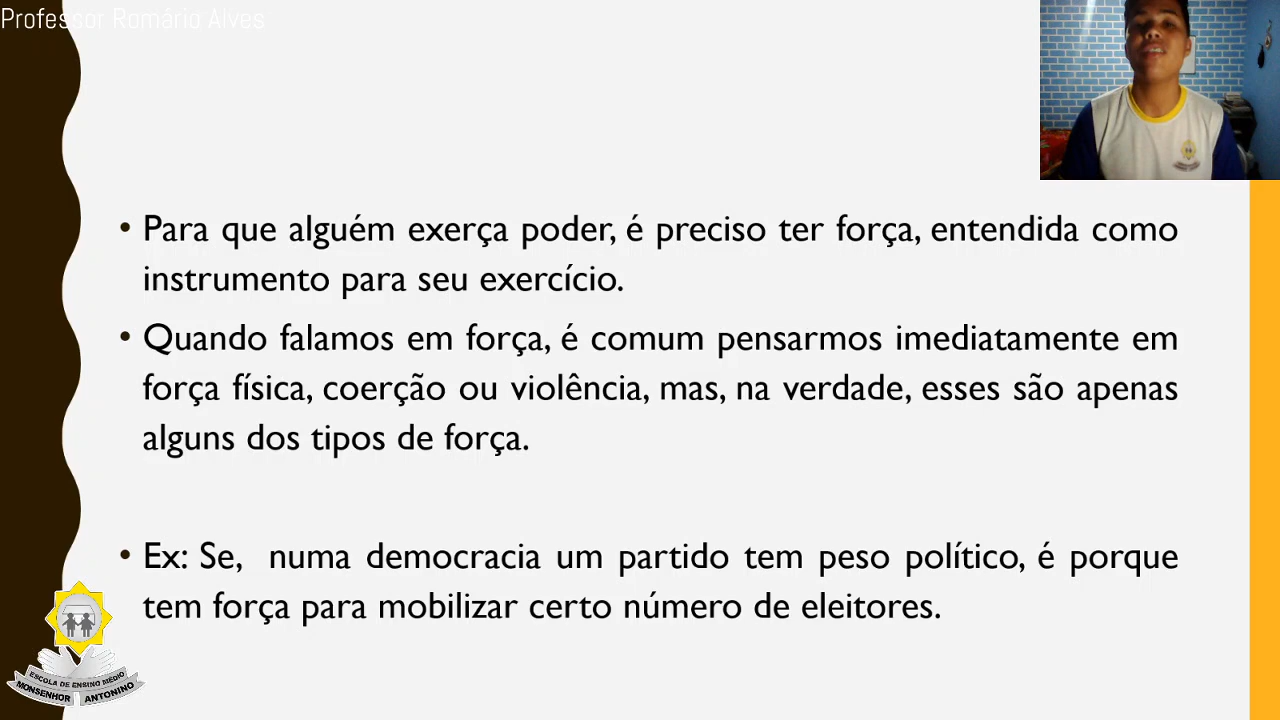 Professor Romário Alves
• Para que alguém exerça poder, é preciso ter força, entendida como
instrumento para seu exercício.
• Quando falamos em força, é comum pensarmos imediatamente em
força física, coerção ou violência, mas, na verdade, esses são apenas
alguns dos tipos de força.
• Ex: Se, numa democracia um partido tem peso político, é porque
tem força para mobilizar certo número de eleitores.
ESCOLA DE ENSINO MÉDIO
MONSENHOR ANTONINO